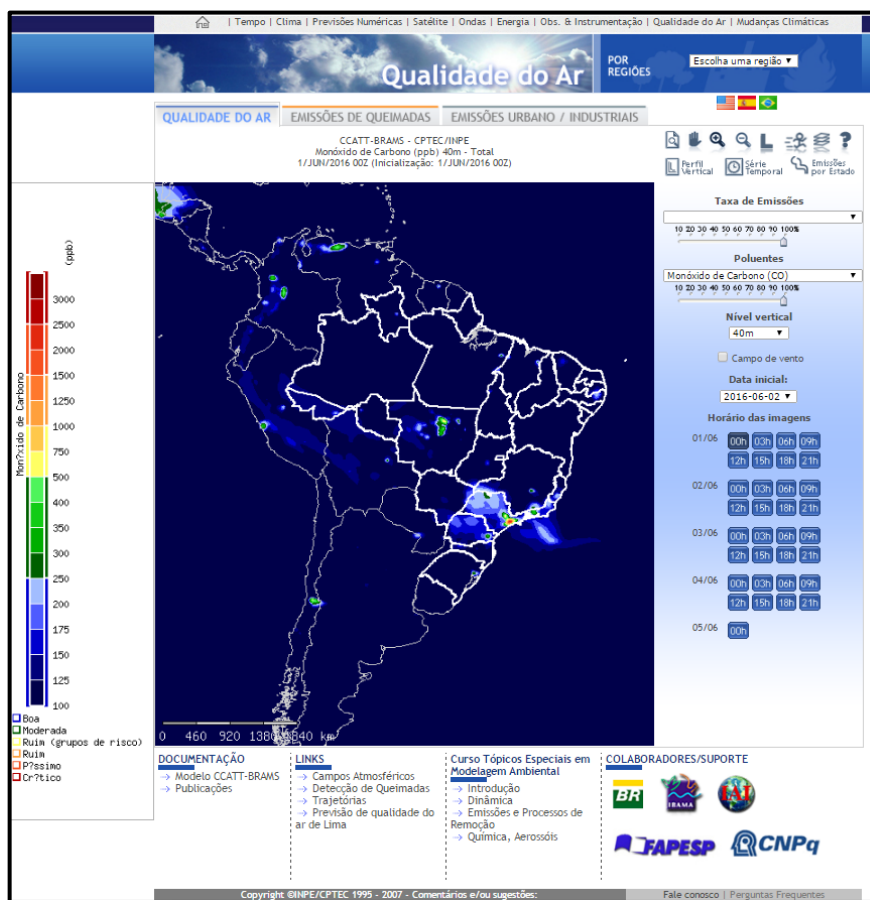 | Tempo | Clima | Previsões Numéricas | Satélite | Ondas | Energia | Obs. & Instrumentação | Qualidade do Ar | Mudanças Climáticas
Qualidade do Ar
POR REGIÕES
Escolha uma região
QUALIDADE DO AR
EMISSÕES DE QUEIMADAS
EMISSÕES URBANO / INDUSTRIAIS
CCATT-BRAMS - CPTEC/INPE
Monóxido de Carbono (ppb) 40m - Total
1/JUN/2016 00Z (Inicialização: 1/JUN/2016 00Z)
Perfil Vertical
Série Temporal
Emissões por Estado
Taxa de Emissões
10 20 30 40 50 60 70 80 90 100%
Poluentes
Monóxido de Carbono (CO)
10 20 30 40 50 60 70 80 90 100%
Nível vertical
40m
Campo de vento
Data inicial:
2016-06-02
Horário das imagens
01/06 00h 03h 06h 09h
12h 15h 18h 21h
02/06 00h 03h 06h 09h
12h 15h 18h 21h
03/06 00h 03h 06h 09h
12h 15h 18h 21h
04/06 00h 03h 06h 09h
12h 15h 18h 21h
05/06 00h
(ppb)
Mon?xido de Carbono
3000
2500
2000
1500
1250
1000
750
500
400
350
300
250
200
175
150
125
100
Boa
Moderada
Ruim (grupos de risco)
Ruim
P?ssimo
Cr?tico
0 460 920 1380 1840 km
DOCUMENTAÇÃO
Modelo CCATT-BRAMS
Publicações
LINKS
Campos Atmosféricos
Detecção de Queimadas
Trajetórias
Previsão de qualidade do
ar de Lima
Curso Tópicos Especiais em
Modelagem Ambiental
Introdução
Dinâmica
Emissões e Processos de
Remoção
Química, Aerossóis
COLABORADORES/SUPORTE
BR
IBAMA
IAI
FAPESP
CNPq
Copyright ©INPE/CPTEC 1995 - 2007 - Comentários e/ou sugestões:
Fale conosco | Perguntas Frequentes